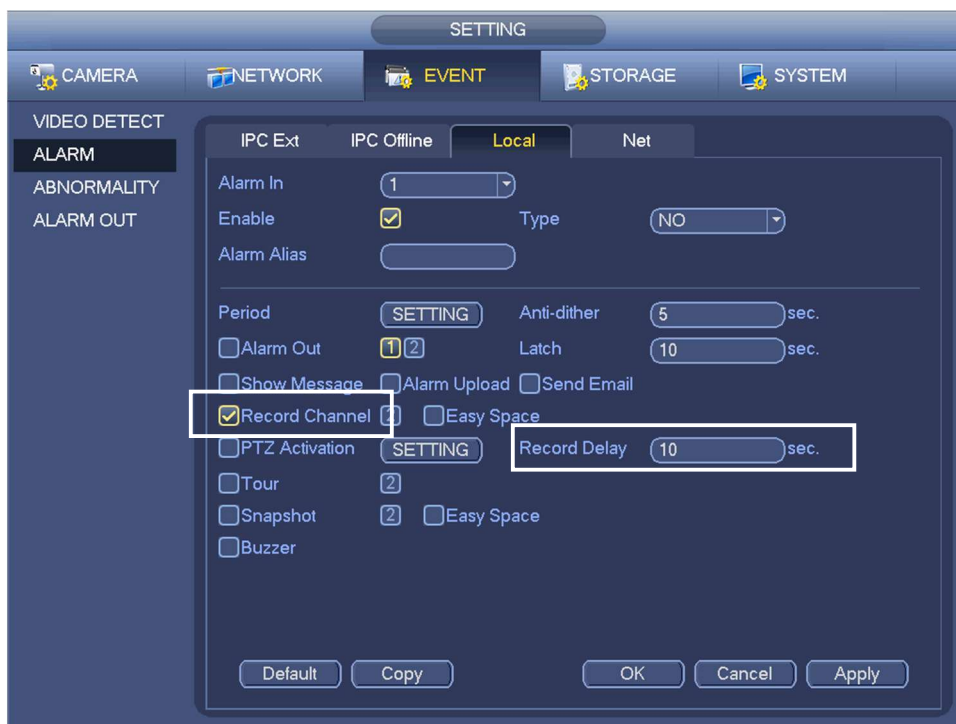 SETTING
CAMERA NETWORK EVENT STORAGE SYSTEM
VIDEO DETECT
ALARM
ABNORMALITY
ALARM OUT
IPC Ext IPC Offline Local Net
Alarm In 1
Enable Type NO
Alarm Alias
Period SETTING Anti-dither 5 sec.
Alarm Out 1 2 Latch 10 sec.
Show Message Alarm Upload Send Email
Record Channel 2 Easy Space
PTZ Activation SETTING Record Delay 10 sec.
Tour 2
Snapshot 2 Easy Space
Buzzer
Default Copy OK Cancel Apply